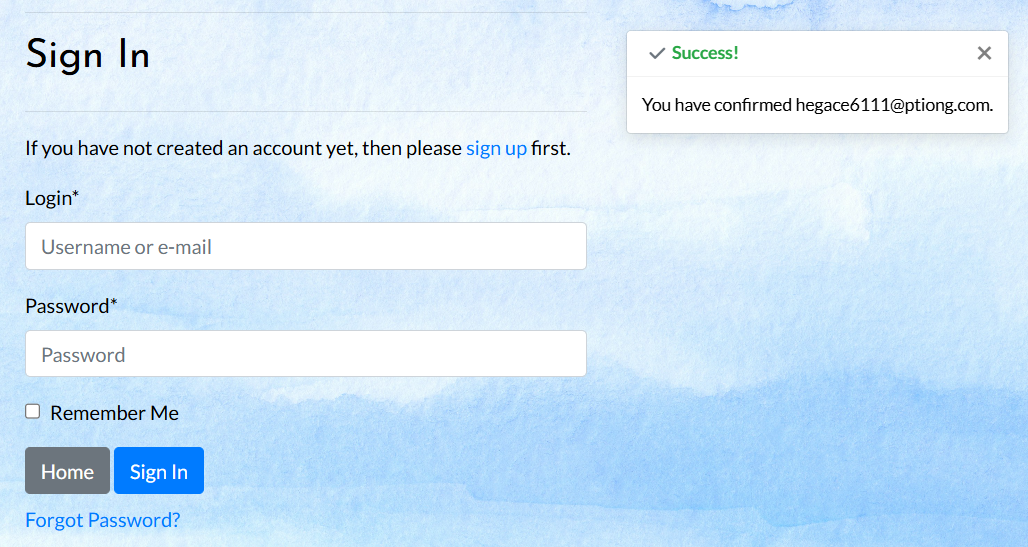 Sign In
✓ Success! ×
You have confirmed hegace6111@ptiong.com.
If you have not created an account yet, then please sign up first.
Login*
Username or e-mail
Password*
Password
Remember Me
Home Sign In
Forgot Password?